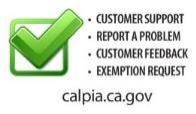 • CUSTOMER SUPPORT
• REPORT A PROBLEM
• CUSTOMER FEEDBACK
• EXEMPTION REQUEST
calpia.ca.gov